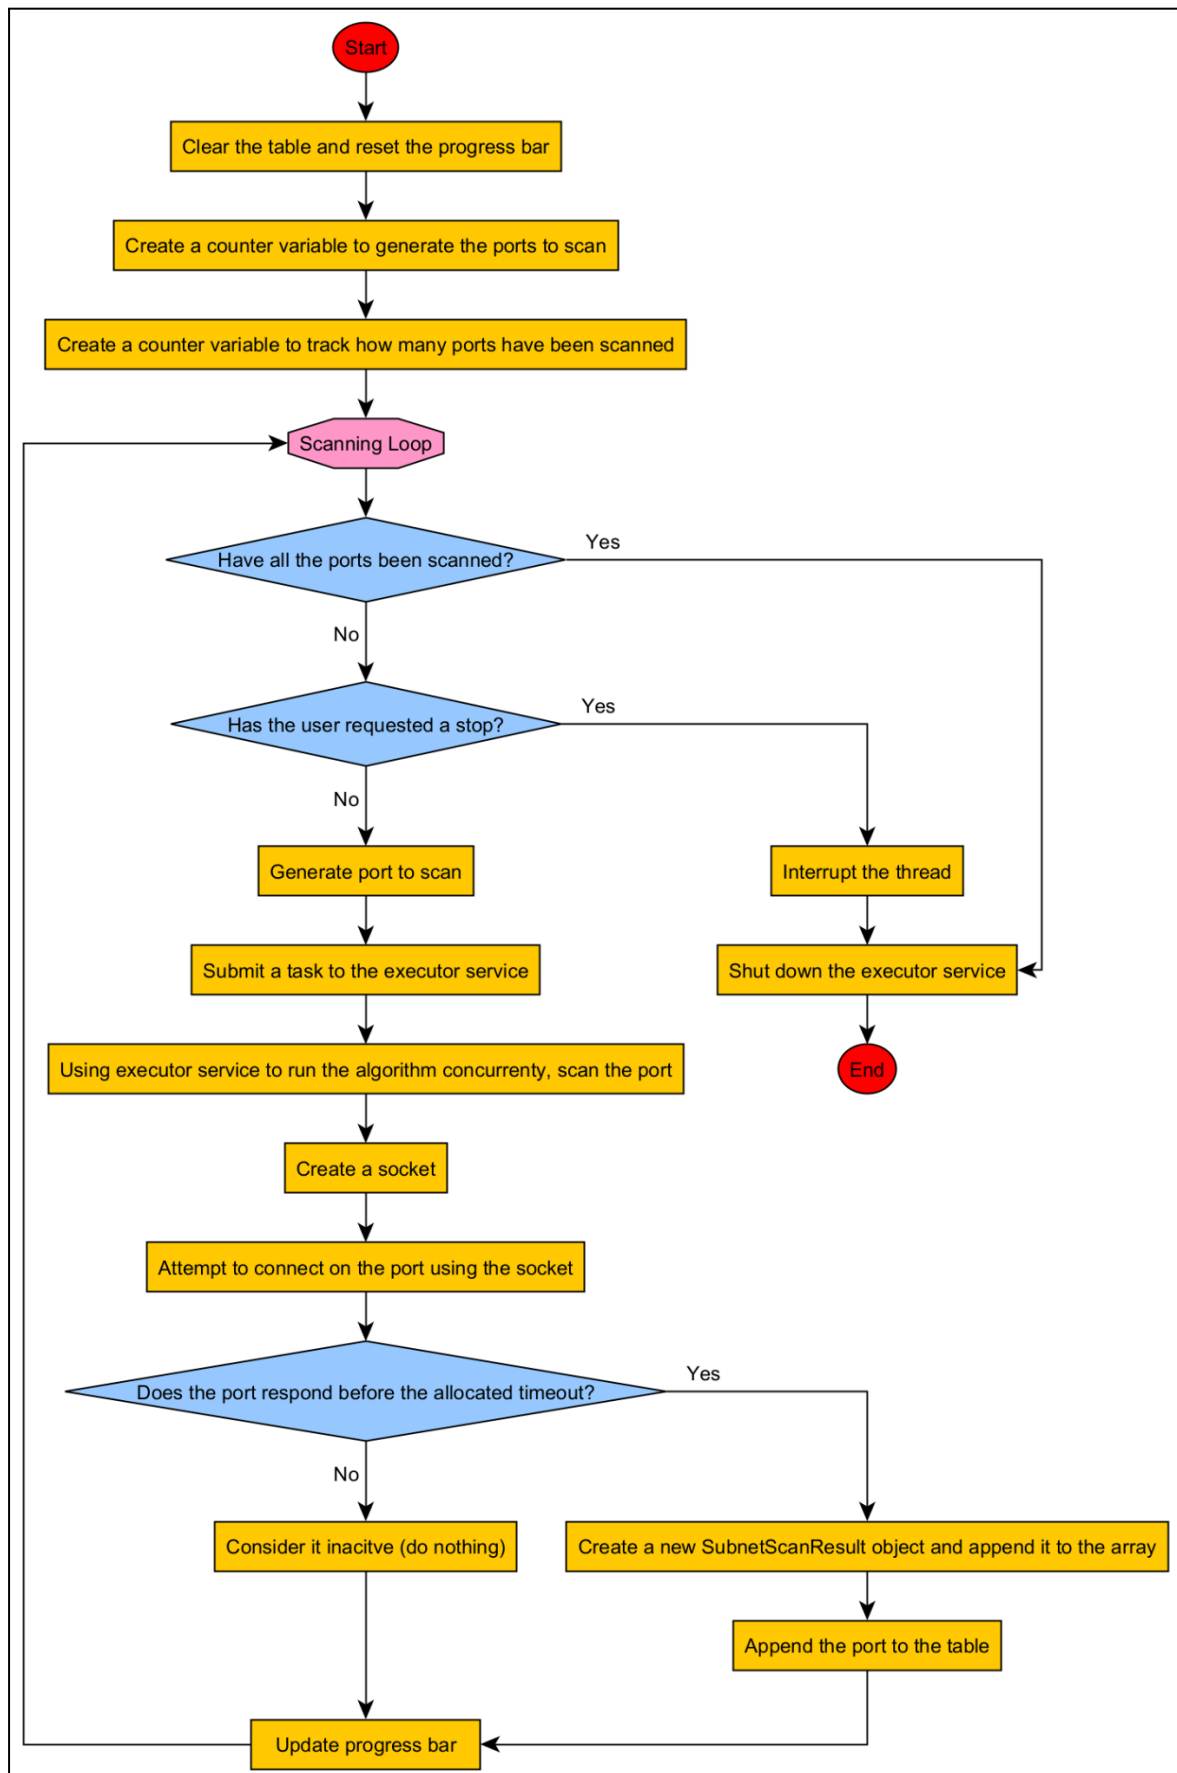 Start
Clear the table and reset the progress bar
Create a counter variable to generate the ports to scan
Create a counter variable to track how many ports have been scanned
Scanning Loop
Have all the ports been scanned?
Yes
No
Has the user requested a stop?
Yes
No
Generate port to scan
Interrupt the thread
Submit a task to the executor service
Shut down the executor service
Using executor service to run the algorithm concurrenty, scan the port
End
Create a socket
Attempt to connect on the port using the socket
Does the port respond before the allocated timeout?
Yes
No
Consider it inacitve (do nothing)
Create a new SubnetScanResult object and append it to the array
Append the port to the table
Update progress bar